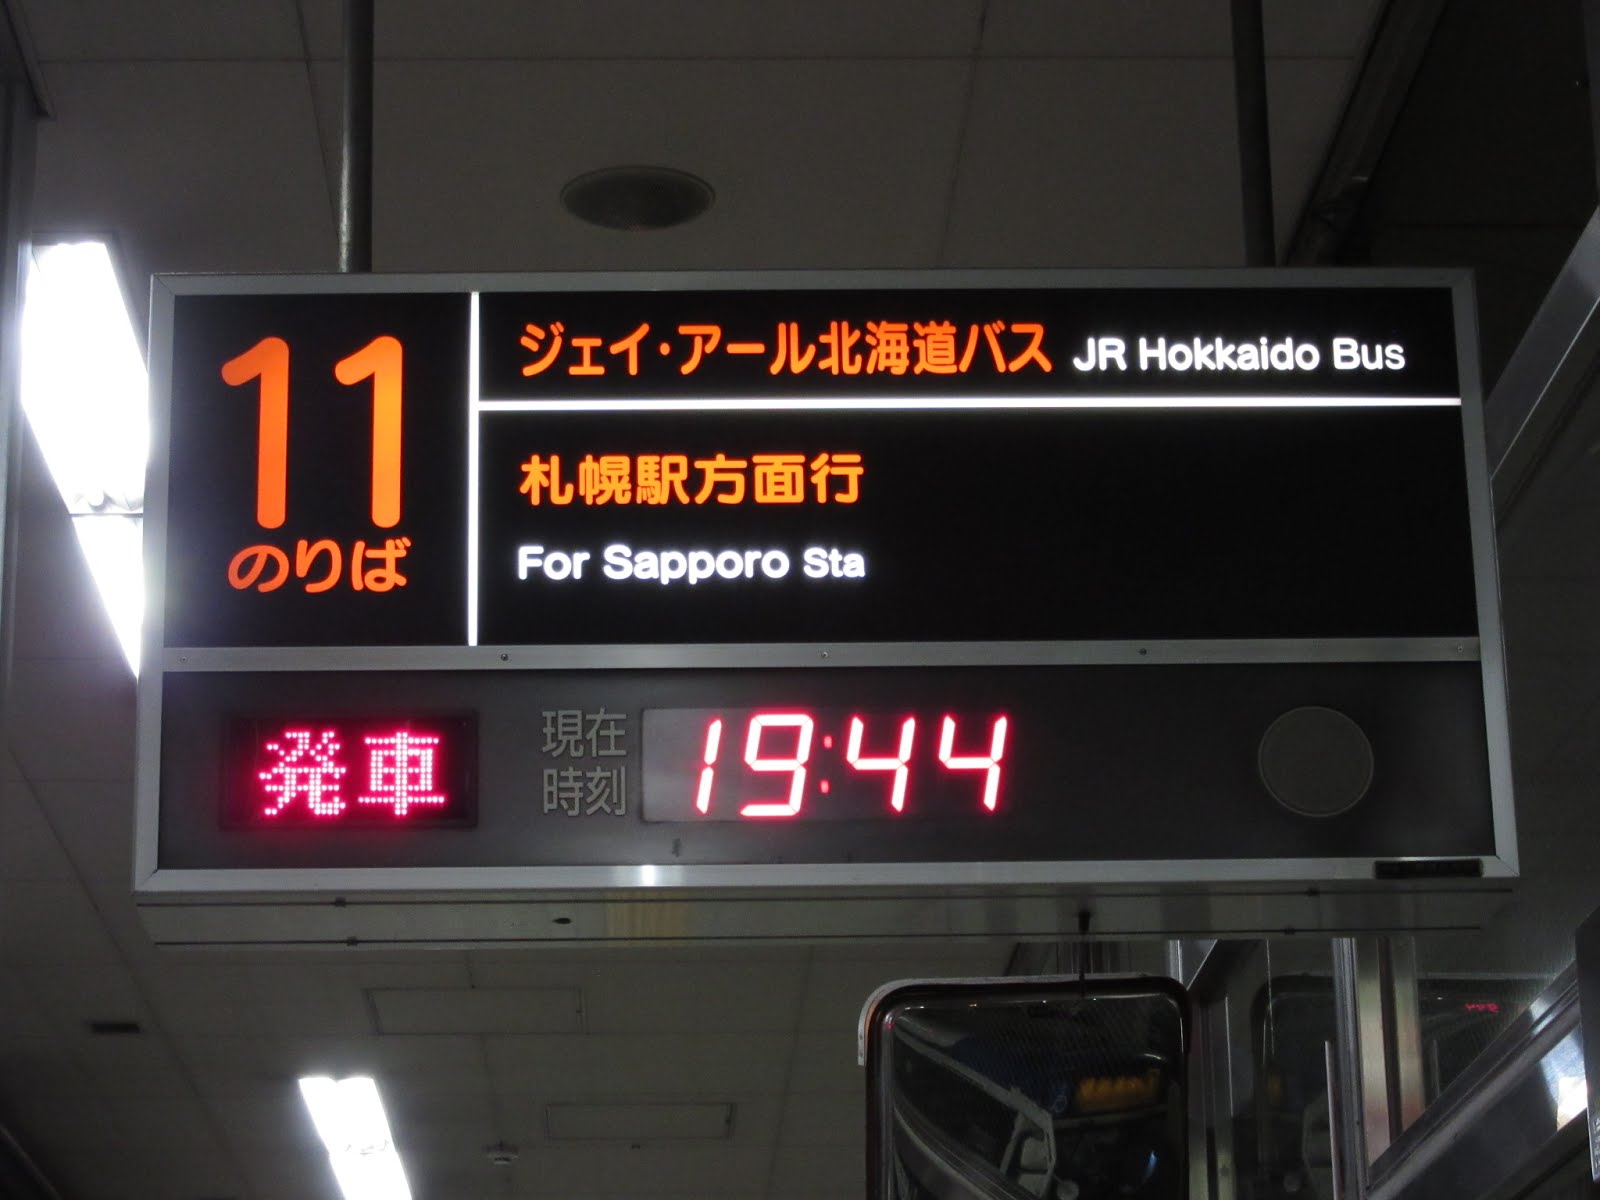 11
のりば
ジェイ・アール北海道バス JR Hokkaido Bus
札幌駅方面行
For Sapporo Sta
発車
現在
時刻
19:44